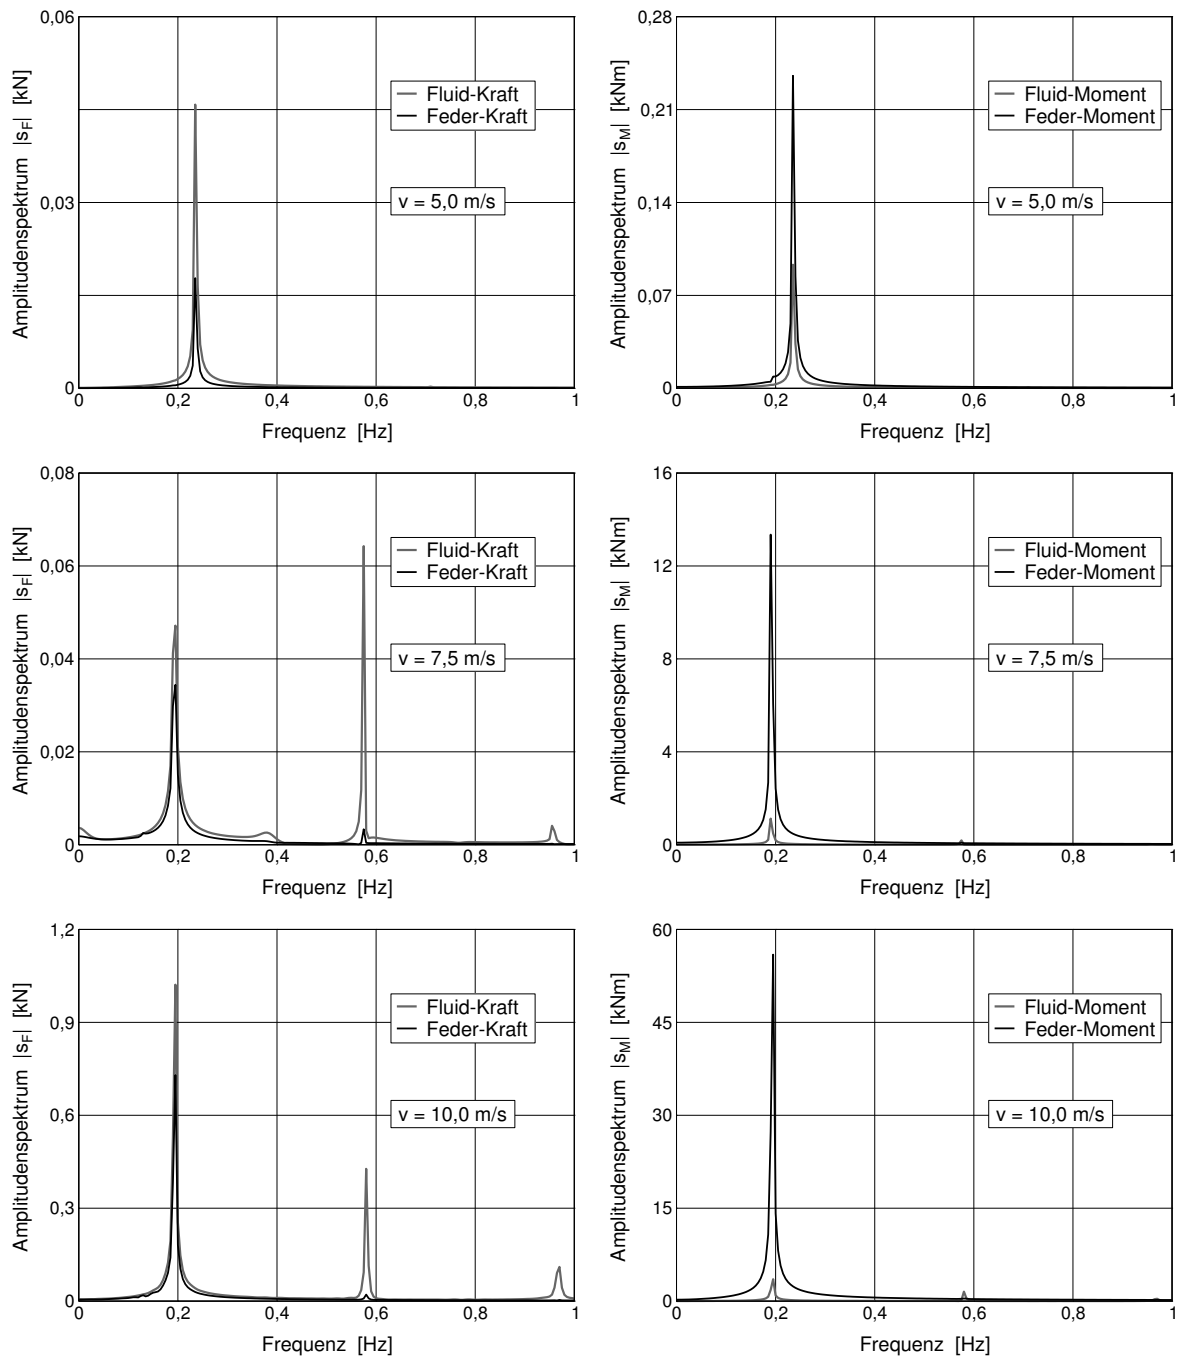 Amplitudenspektrum |s_F| [kN]
0,06
0,03
0
Fluid-Kraft
Feder-Kraft
v = 5,0 m/s
0 0,2 0,4 0,6 0,8 1
Frequenz [Hz]
Amplitudenspektrum |s_M| [kNm]
0,28
0,21
0,14
0,07
0
Fluid-Moment
Feder-Moment
v = 5,0 m/s
0 0,2 0,4 0,6 0,8 1
Frequenz [Hz]
Amplitudenspektrum |s_F| [kN]
0,08
0,06
0,04
0,02
0
Fluid-Kraft
Feder-Kraft
v = 7,5 m/s
0 0,2 0,4 0,6 0,8 1
Frequenz [Hz]
Amplitudenspektrum |s_M| [kNm]
16
12
8
4
0
Fluid-Moment
Feder-Moment
v = 7,5 m/s
0 0,2 0,4 0,6 0,8 1
Frequenz [Hz]
Amplitudenspektrum |s_F| [kN]
1,2
0,9
0,6
0,3
0
Fluid-Kraft
Feder-Kraft
v = 10,0 m/s
0 0,2 0,4 0,6 0,8 1
Frequenz [Hz]
Amplitudenspektrum |s_M| [kNm]
60
45
30
15
0
Fluid-Moment
Feder-Moment
v = 10,0 m/s
0 0,2 0,4 0,6 0,8 1
Frequenz [Hz]